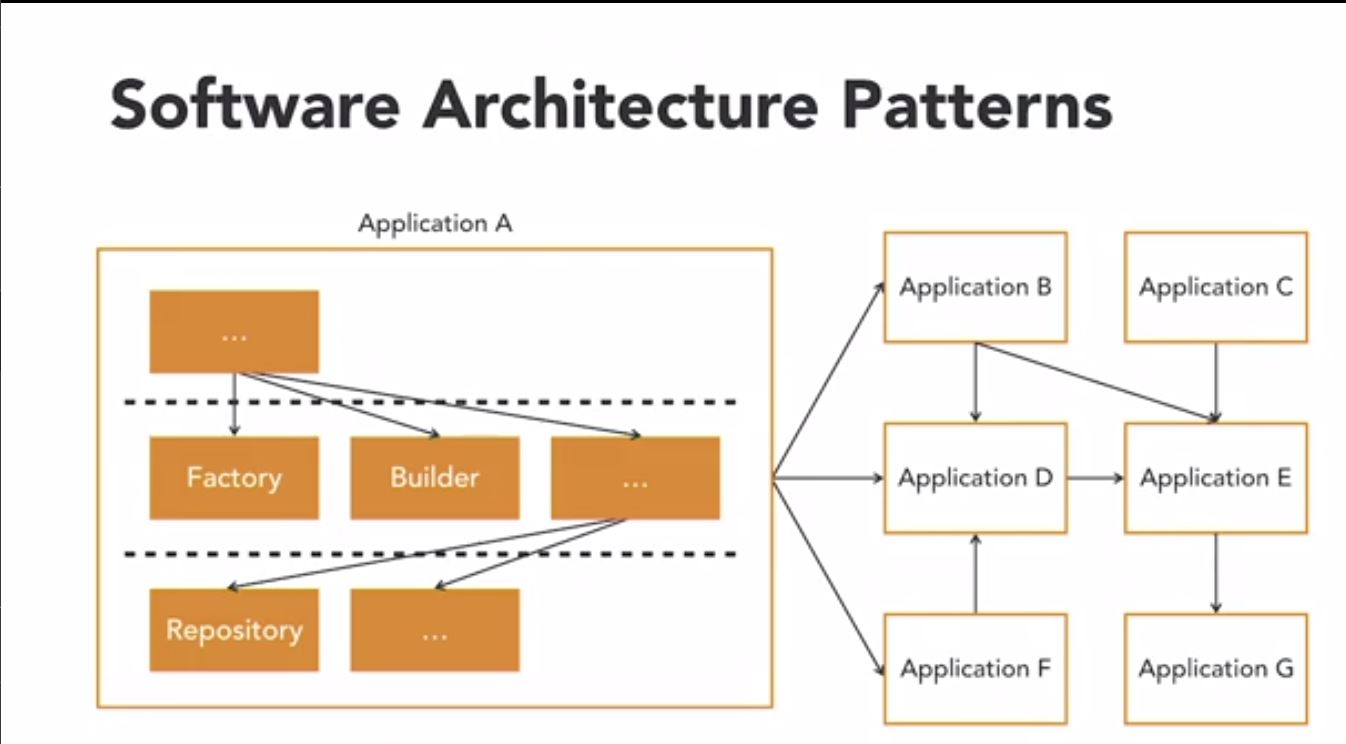 Software Architecture Patterns
Application A
...
Factory
Builder
...
Repository
...
Application B
Application C
Application D
Application E
Application F
Application G